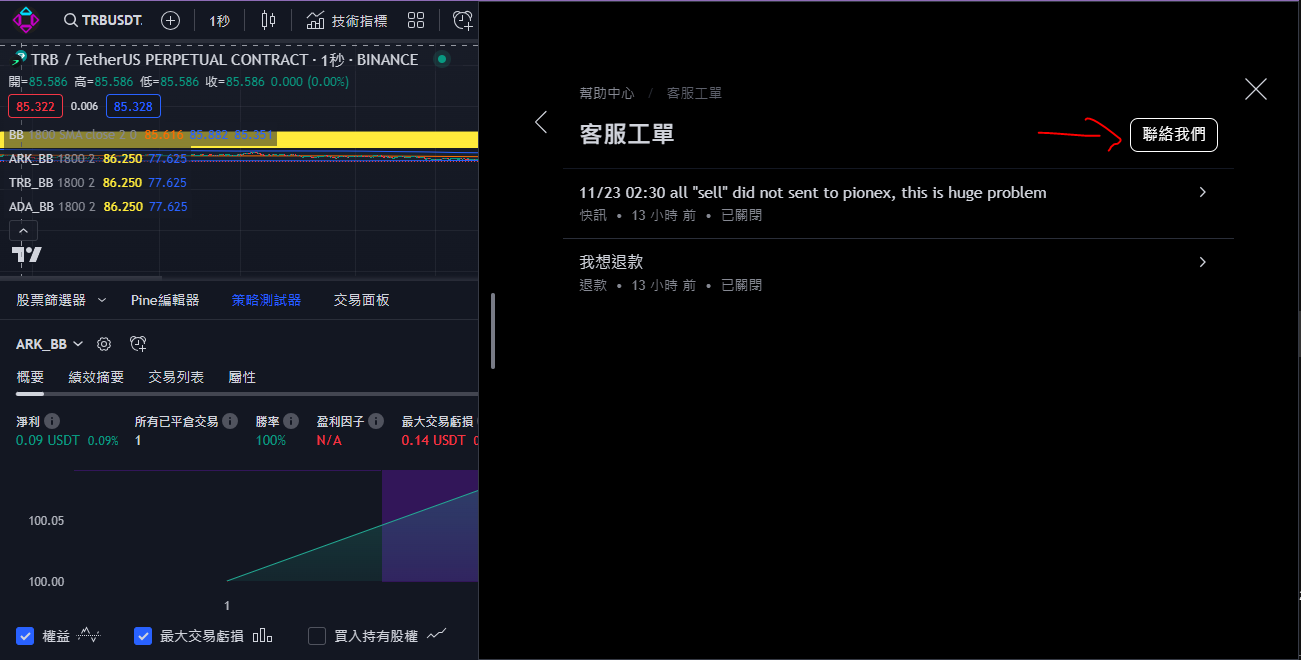 TRBUSDT. 1秒 技術指標
TRB / TetherUS PERPETUAL CONTRACT · 1秒 · BINANCE
開=85.586 高=85.586 低=85.586 收=85.586 0.000 (0.00%)
85.322 0.006 85.328
BB 1800 SMA close 2 0 85.616 85.882 85.351
ARK_BB 1800 2 86.250 77.625
TRB_BB 1800 2 86.250 77.625
ADA_BB 1800 2 86.250 77.625
股票篩選器 Pine編輯器 策略測試器 交易面板
ARK_BB
概要 績效摘要 交易列表 屬性
淨利 所有已平倉交易 勝率 盈利因子 最大交易虧損
0.09 USDT 0.09% 1 100% N/A 0.14 USDT
100.05
100.00
1
權益 最大交易虧損 買入持有股權
幫助中心 / 客服工單
客服工單
聯絡我們
11/23 02:30 all "sell" did not sent to pionex, this is huge problem
快訊 • 13 小時 前 • 已關閉
我想退款
退款 • 13 小時 前 • 已關閉